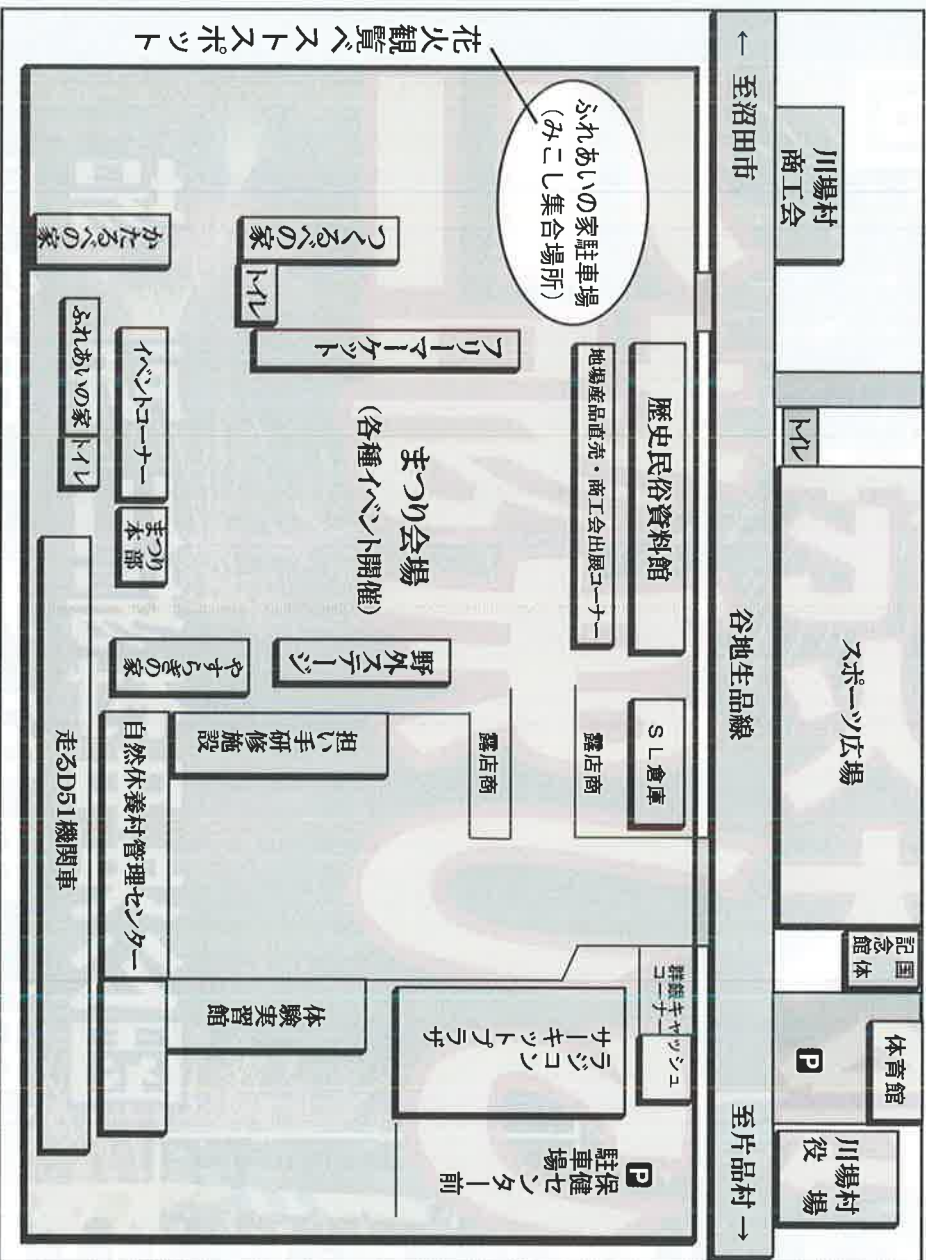 ← 至沼田市
川場村
商工会
トイレ
谷地生品線
スポーツ広場
国体
記念館
体育館
P
川場村
役場
至片品村 →
花火観覧ベストスポット
ふれあいの家駐車場
(みこし集合場所)
歴史民俗資料館
地場産品直売・商工会出展コーナー
SL倉庫
露店商
露店商
群銀キャッシュ
コーナー
つくるべの家
トイレ
フリーマーケット
まつり会場
(各種イベント開催)
野外ステージ
かたるべの家
ふれあいの家
トイレ
イベントコーナー
まつり
本部
やすらぎの家
担い手研修施設
自然休養村管理センター
走るD51機関車
体験実習館
ラジコン
サーキットプラザ
P
保健センター前
駐車場